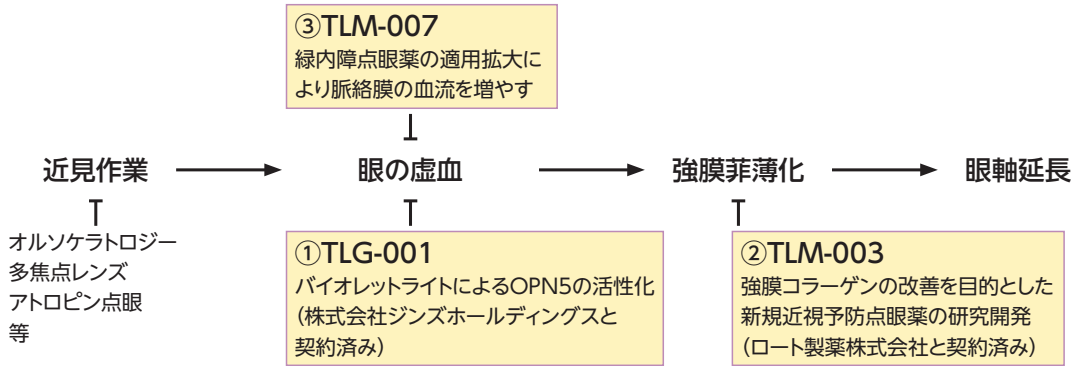 ③TLM-007
緑内障点眼薬の適用拡大に
より脈絡膜の血流を増やす
近見作業
眼の虚血
強膜菲薄化
眼軸延長
オルソケラトロジー
多焦点レンズ
アトロピン点眼
等
①TLG-001
バイオレットライトによるOPN5の活性化
（株式会社ジンズホールディングスと
契約済み）
②TLM-003
強膜コラーゲンの改善を目的とした
新規近視予防点眼薬の研究開発
（ロート製薬株式会社と契約済み）